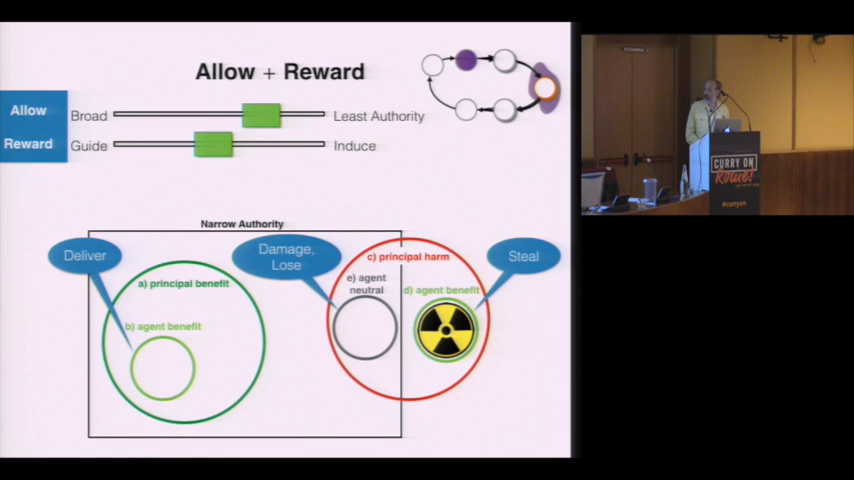 Allow + Reward
Allow
Broad
Least Authority
Reward
Guide
Induce
Narrow Authority
Deliver
Damage,
Lose
Steal
c) principal harm
a) principal benefit
e) agent
neutral
d) agent benefit
b) agent benefit
CURRY ON
Rome!
#curryon